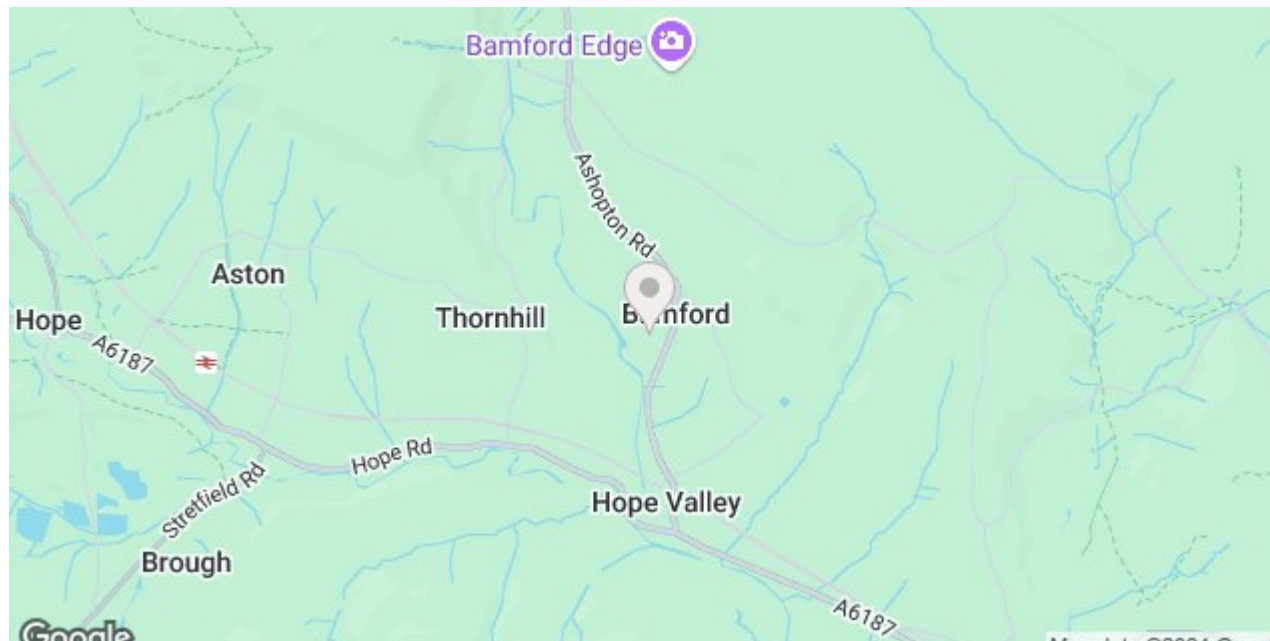 Bamford Edge
Ashopton Rd
Aston
Hope
Thornhill
Bamford
A6187
Hope Rd
Stretfield Rd
Hope Valley
Brough
A6187
Google